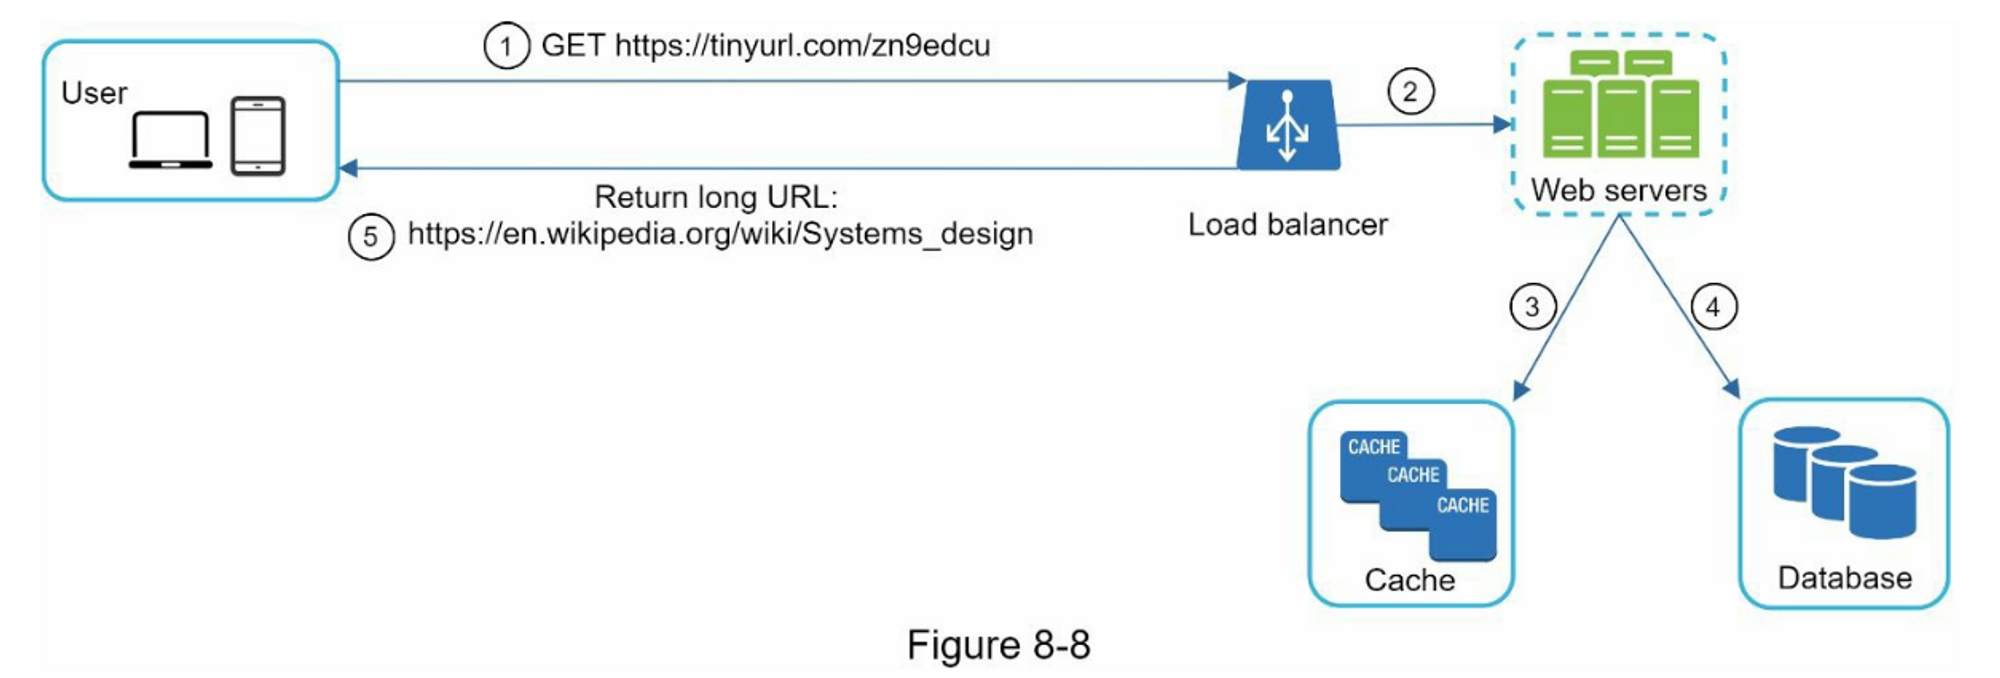 ① GET https://tinyurl.com/zn9edcu
User
②
Web servers
Return long URL:
⑤ https://en.wikipedia.org/wiki/Systems_design
Load balancer
③
④
CACHE
CACHE
CACHE
Cache
Database
Figure 8-8